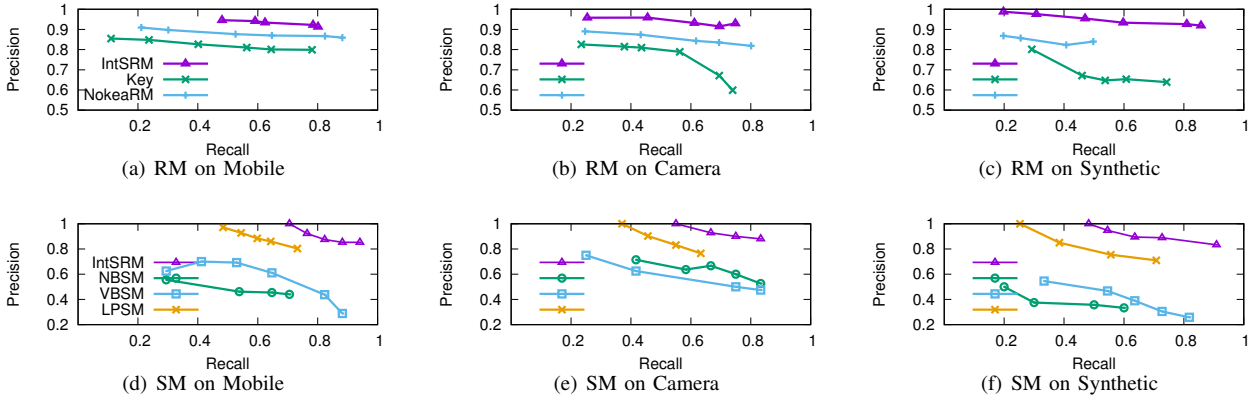 1
0.9
0.8
0.7
0.6
0.5
Precision
IntSRM
Key
NokeaRM
0.2 0.4 0.6 0.8 1
Recall
(a) RM on Mobile
1
0.9
0.8
0.7
0.6
0.5
Precision
0.2 0.4 0.6 0.8 1
Recall
(b) RM on Camera
1
0.9
0.8
0.7
0.6
0.5
Precision
0.2 0.4 0.6 0.8 1
Recall
(c) RM on Synthetic
1
0.8
0.6
0.4
0.2
Precision
IntSRM
NBSM
VBSM
LPSM
0.2 0.4 0.6 0.8 1
Recall
(d) SM on Mobile
1
0.8
0.6
0.4
0.2
Precision
0.2 0.4 0.6 0.8 1
Recall
(e) SM on Camera
1
0.8
0.6
0.4
0.2
Precision
0.2 0.4 0.6 0.8 1
Recall
(f) SM on Synthetic